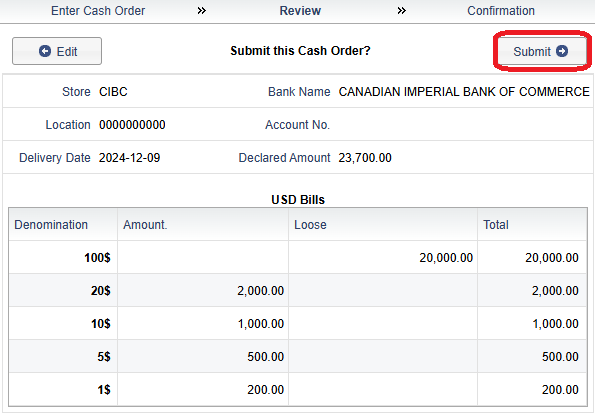 Enter Cash Order » Review » Confirmation
Edit Submit this Cash Order? Submit
Store CIBC Bank Name CANADIAN IMPERIAL BANK OF COMMERCE
Location 0000000000 Account No.
Delivery Date 2024-12-09 Declared Amount 23,700.00
USD Bills
Denomination Amount. Loose Total
100$ 20,000.00 20,000.00
20$ 2,000.00 2,000.00
10$ 1,000.00 1,000.00
5$ 500.00 500.00
1$ 200.00 200.00